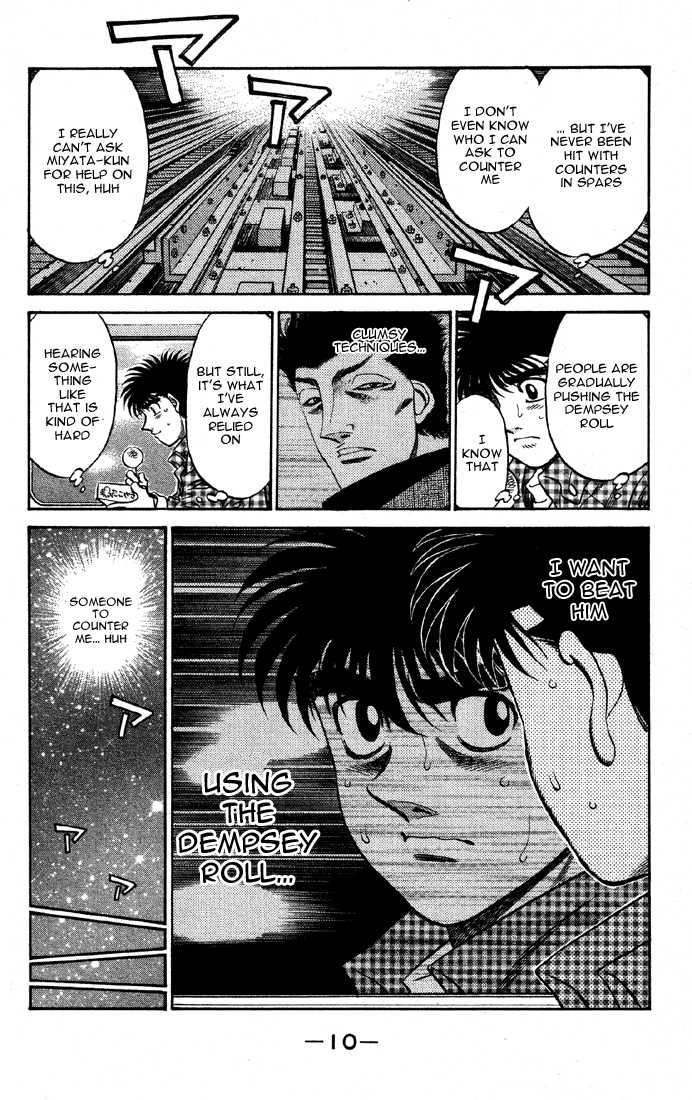 ア
ア
... BUT I'VE
NEVER BEEN
HIT WITH
COUNTERS
IN SPARS
I DON'T
EVEN KNOW
WHO I CAN
ASK TO
COUNTER
ME
I REALLY
CAN'T ASK
MIYATA-KUN
FOR HELP ON
THIS, HUH
ア
PEOPLE ARE
GRADUALLY
PUSHING THE
DEMPSEY
ROLL
I
KNOW
THAT
CLUMSY
TECHNIQUES...
BUT STILL,
IT'S WHAT
I'VE
ALWAYS
RELIED
ON
HEARING
SOME-
THING
LIKE
THAT IS
KIND OF
HARD
I WANT
TO BEAT
HIM
USING
THE
DEMPSEY
ROLL...
SOMEONE
TO
COUNTER
ME... HUH
ア
ア
ア
—10—